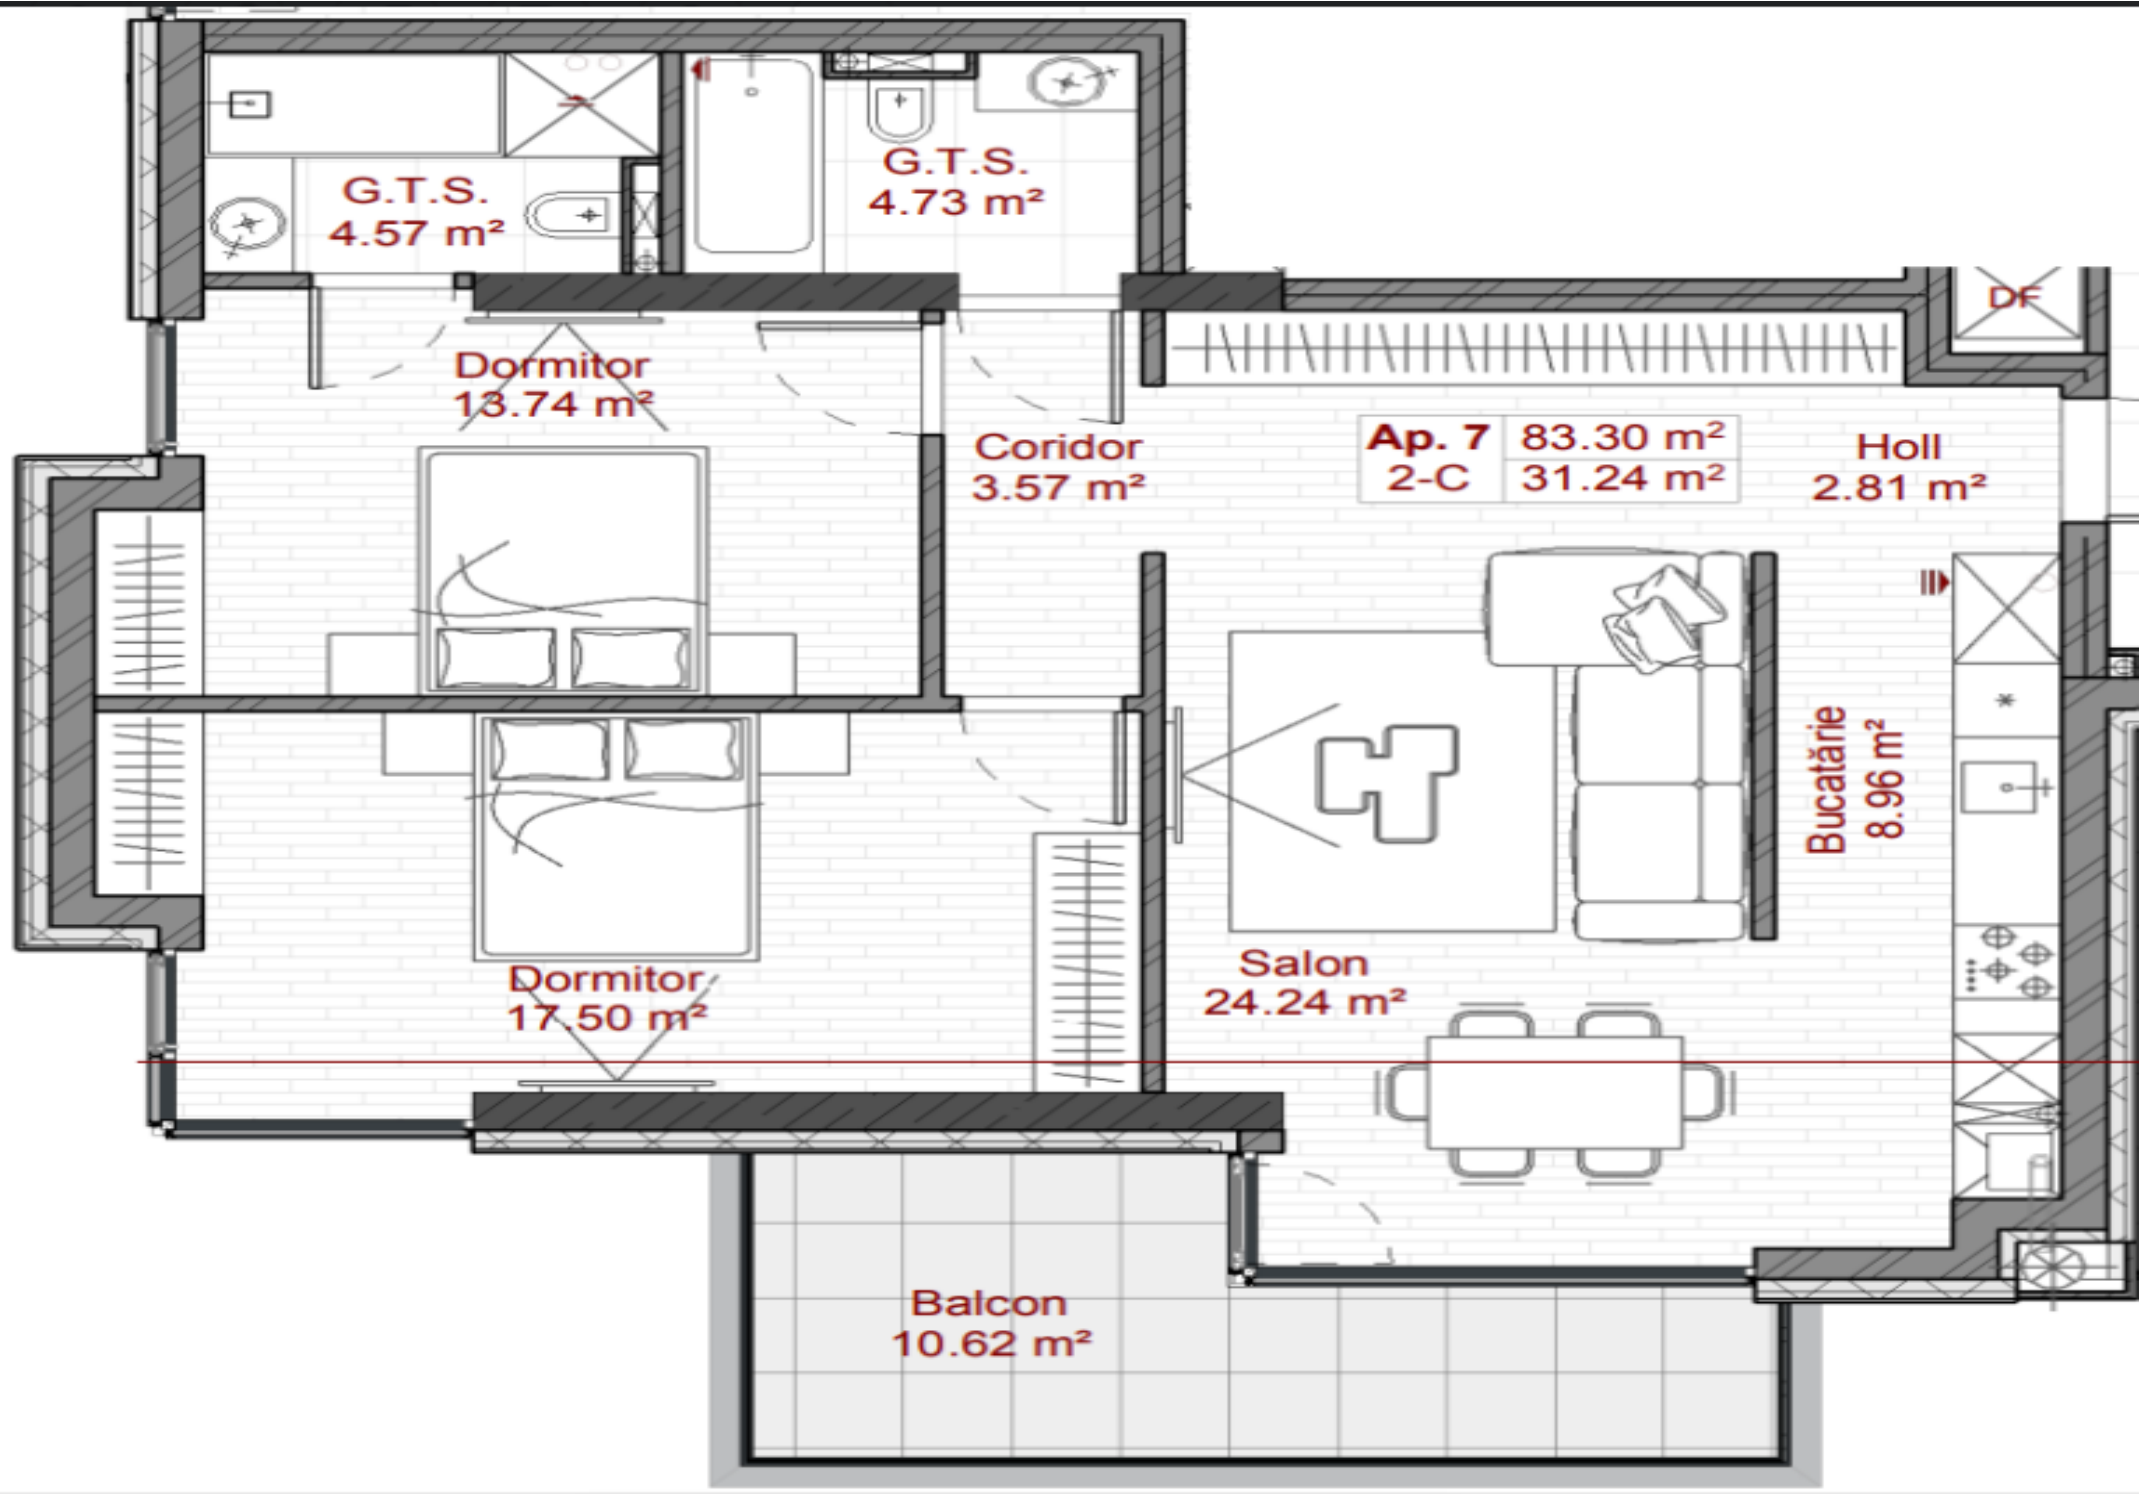 G.T.S.
4.57 m²
G.T.S.
4.73 m²
DF
Dormitor
13.74 m²
Coridor
3.57 m²
Ap. 7 83.30 m²
2-C 31.24 m²
Holl
2.81 m²
Bucatărie
8.96 m²
Dormitor
17.50 m²
Salon
24.24 m²
Balcon
10.62 m²